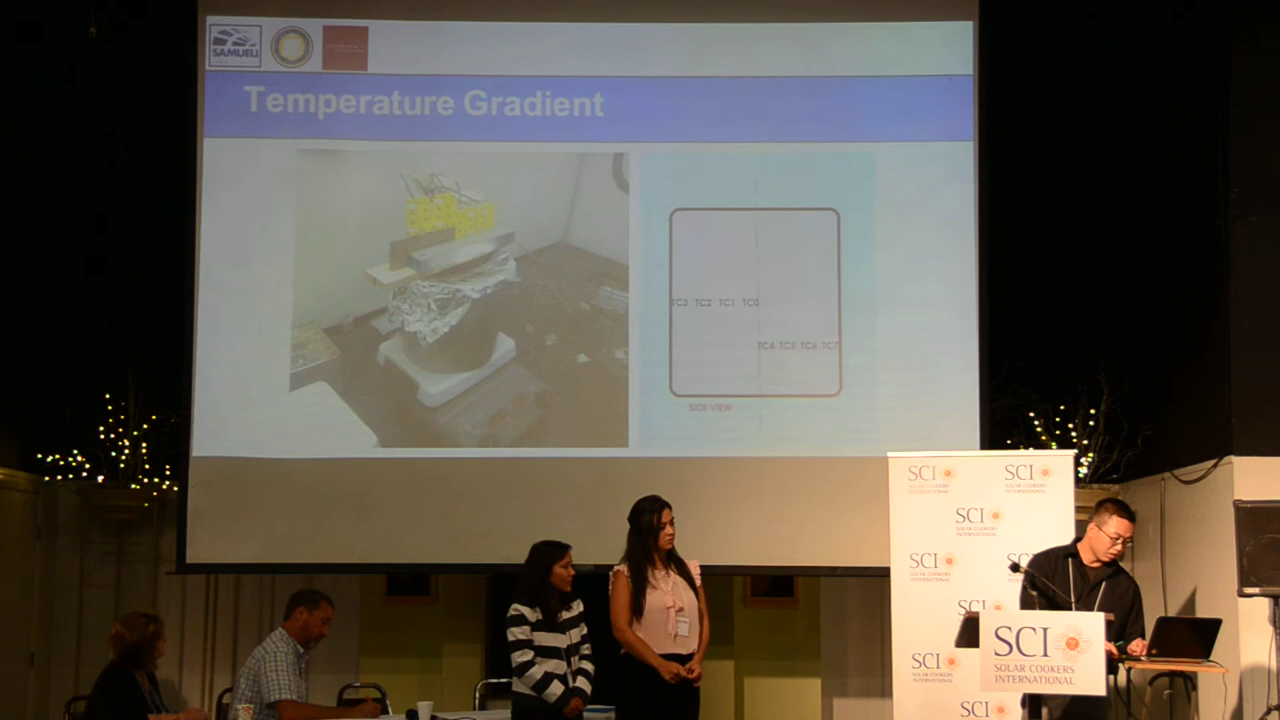 SAMUELI
Temperature Gradient
TC3 TC2 TC1 TC0
TC4 TC5 TC6 TC7
SIDE VIEW
SCI
SOLAR COOKERS
INTERNATIONAL
SCI
SOLAR COOKERS
INTERNATIONAL
SCI
SOLAR COOKERS
INTERNATIONAL
SCI
SOLAR COOKERS
INTERNATIONAL
SCI
SCI
SCI
SOLAR COOKERS
INTERNATIONAL
SCI
SOLAR COOKERS
INTERNATIONAL
SCI